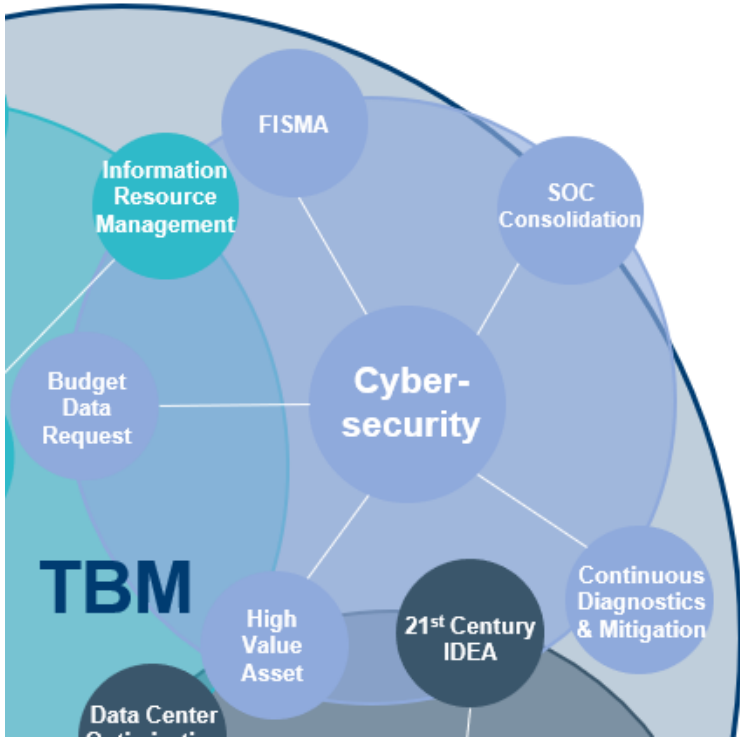 FISMA
Information
Resource
Management
SOC
Consolidation
Budget
Data
Request
Cyber-
security
TBM
High
Value
Asset
21st Century
IDEA
Continuous
Diagnostics
& Mitigation
Data Center